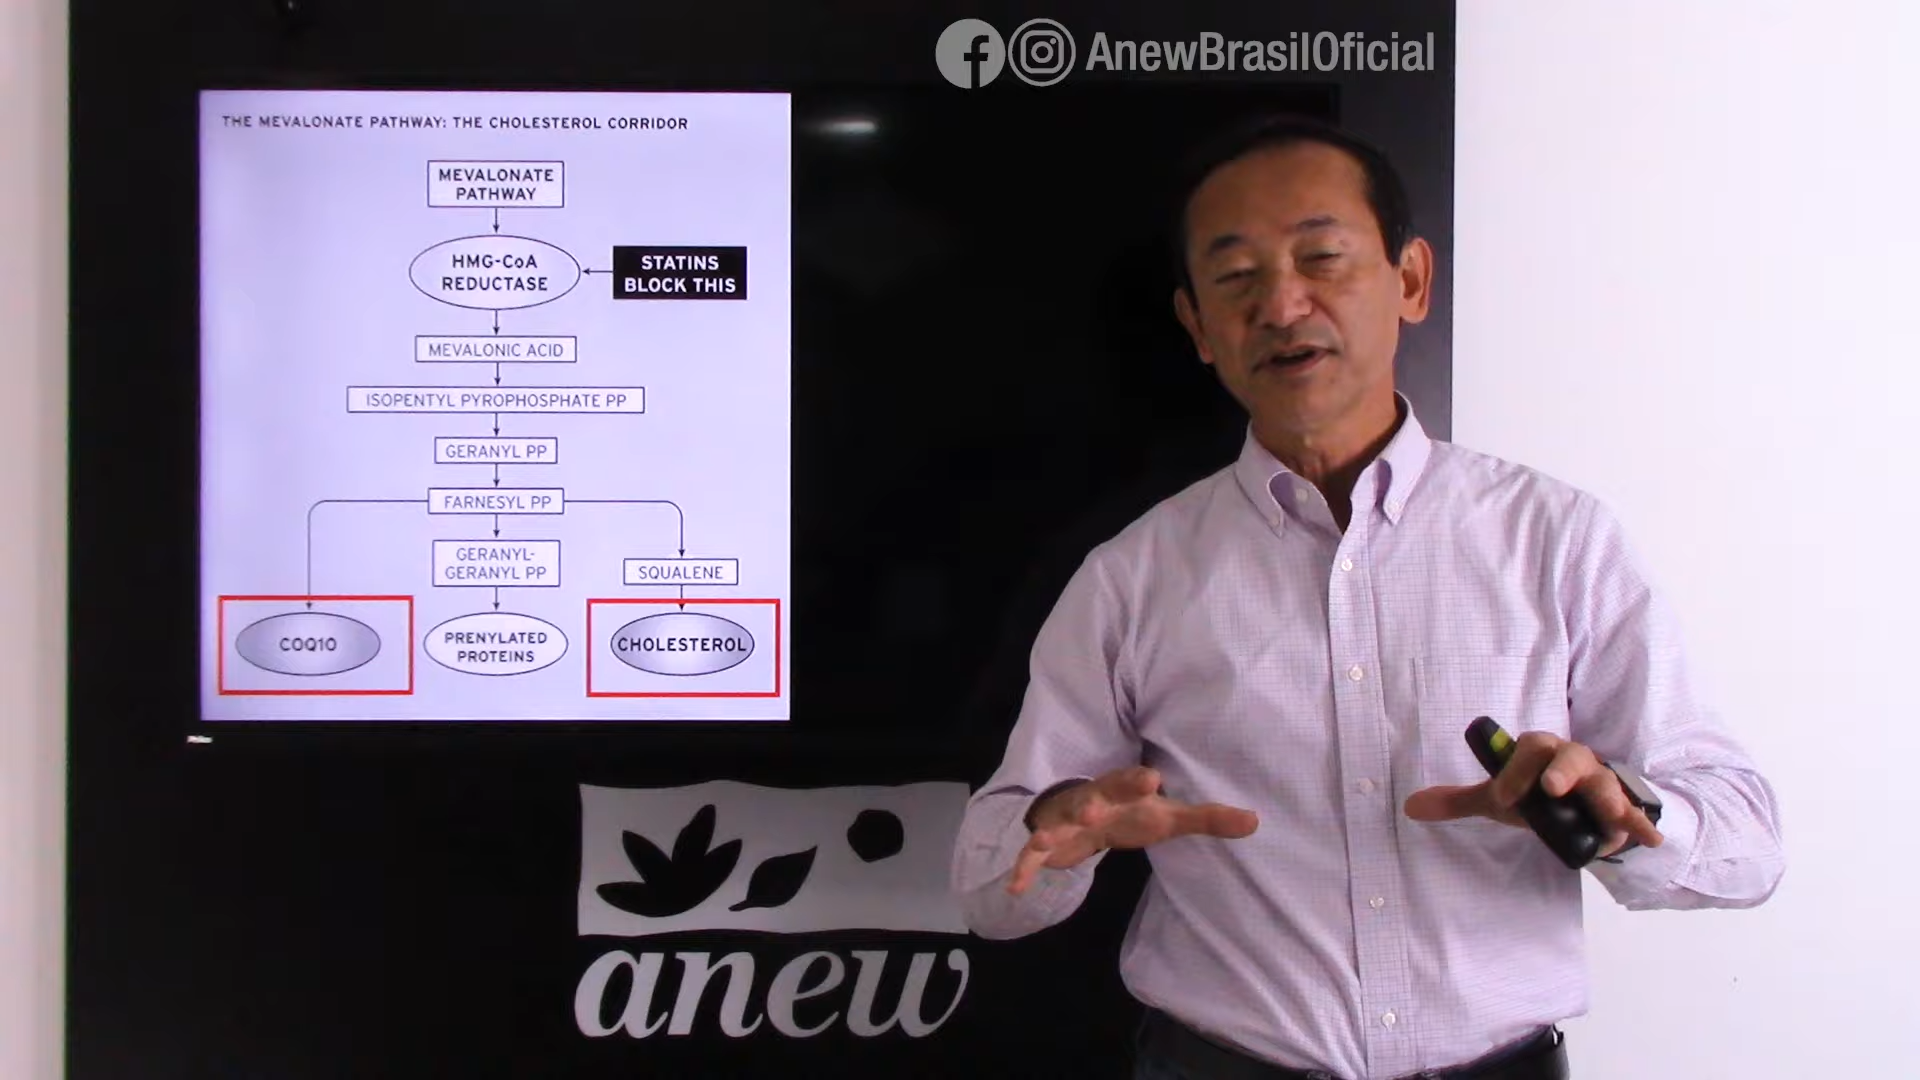 AnewBrasilOficial
THE MEVALONATE PATHWAY: THE CHOLESTEROL CORRIDOR
MEVALONATE
PATHWAY
HMG-CoA
REDUCTASE
STATINS
BLOCK THIS
MEVALONIC ACID
ISOPENTYL PYROPHOSPHATE PP
GERANYL PP
FARNESYL PP
GERANYL-
GERANYL PP
SQUALENE
COQ10
PRENYLATED
PROTEINS
CHOLESTEROL
anew